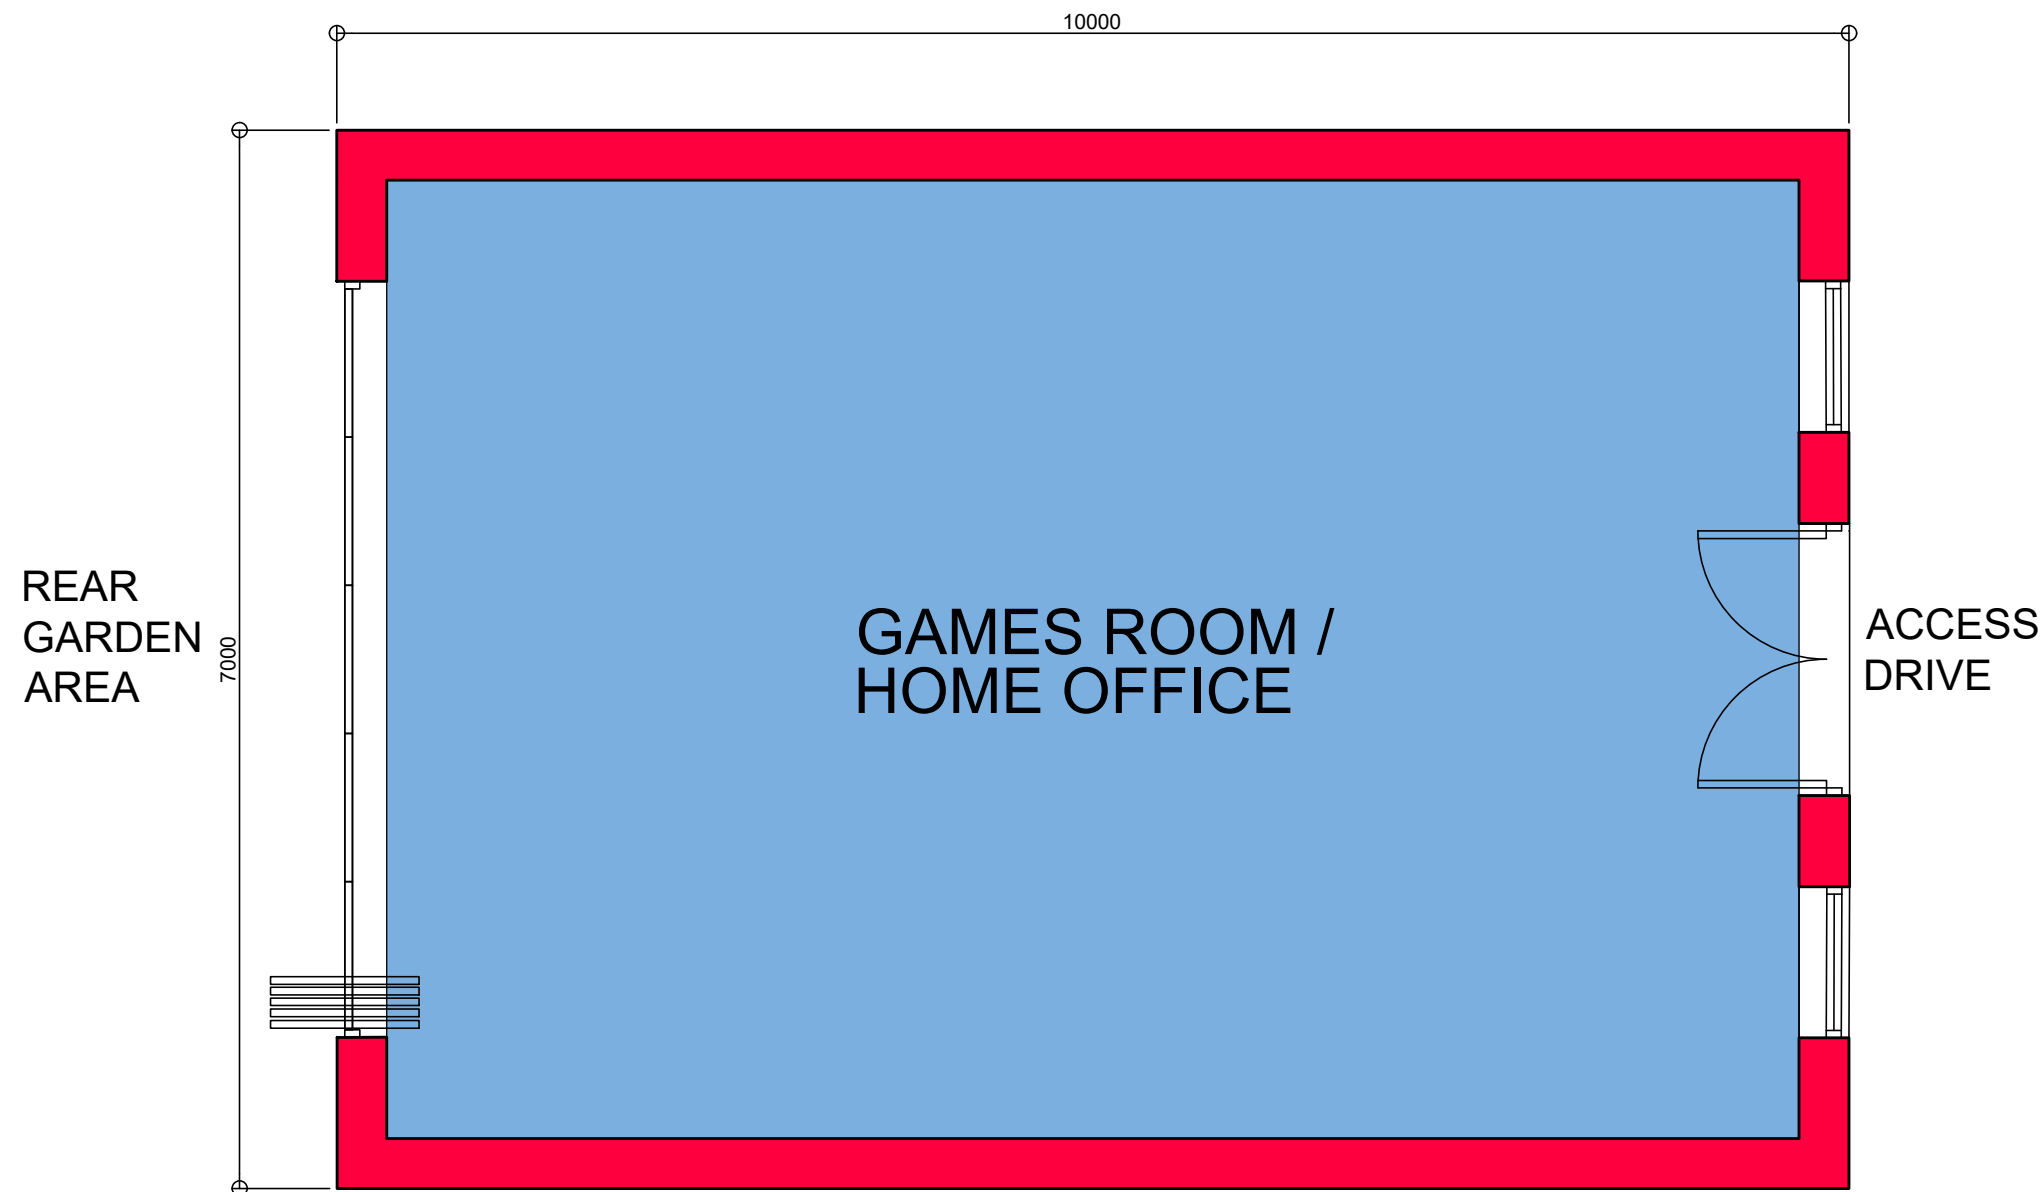 10000
REAR
GARDEN
AREA
7000
GAMES ROOM /
HOME OFFICE
ACCESS
DRIVE